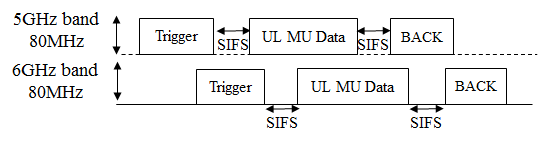 5GHz band
80MHz
Trigger
SIFS
UL MU Data
SIFS
BACK
6GHz band
80MHz
Trigger
SIFS
UL MU Data
SIFS
BACK